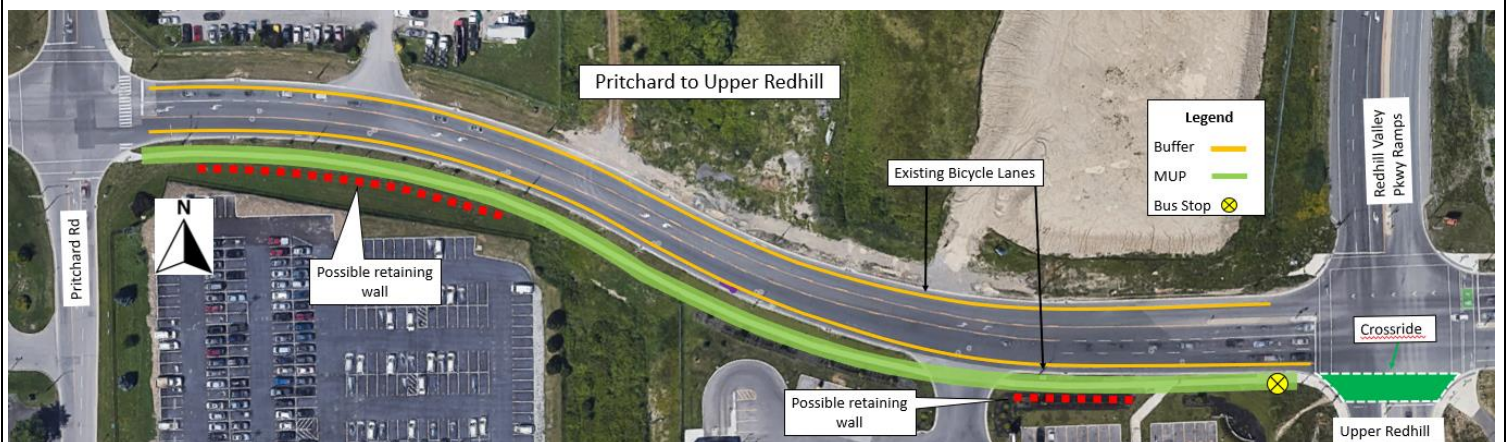 Pritchard to Upper Redhill
Legend
Buffer
MUP
Bus Stop
Existing Bicycle Lanes
Redhill Valley
Pkwy Ramps
N
Pritchard Rd
Possible retaining
wall
Crossride
Possible retaining
wall
Upper Redhill